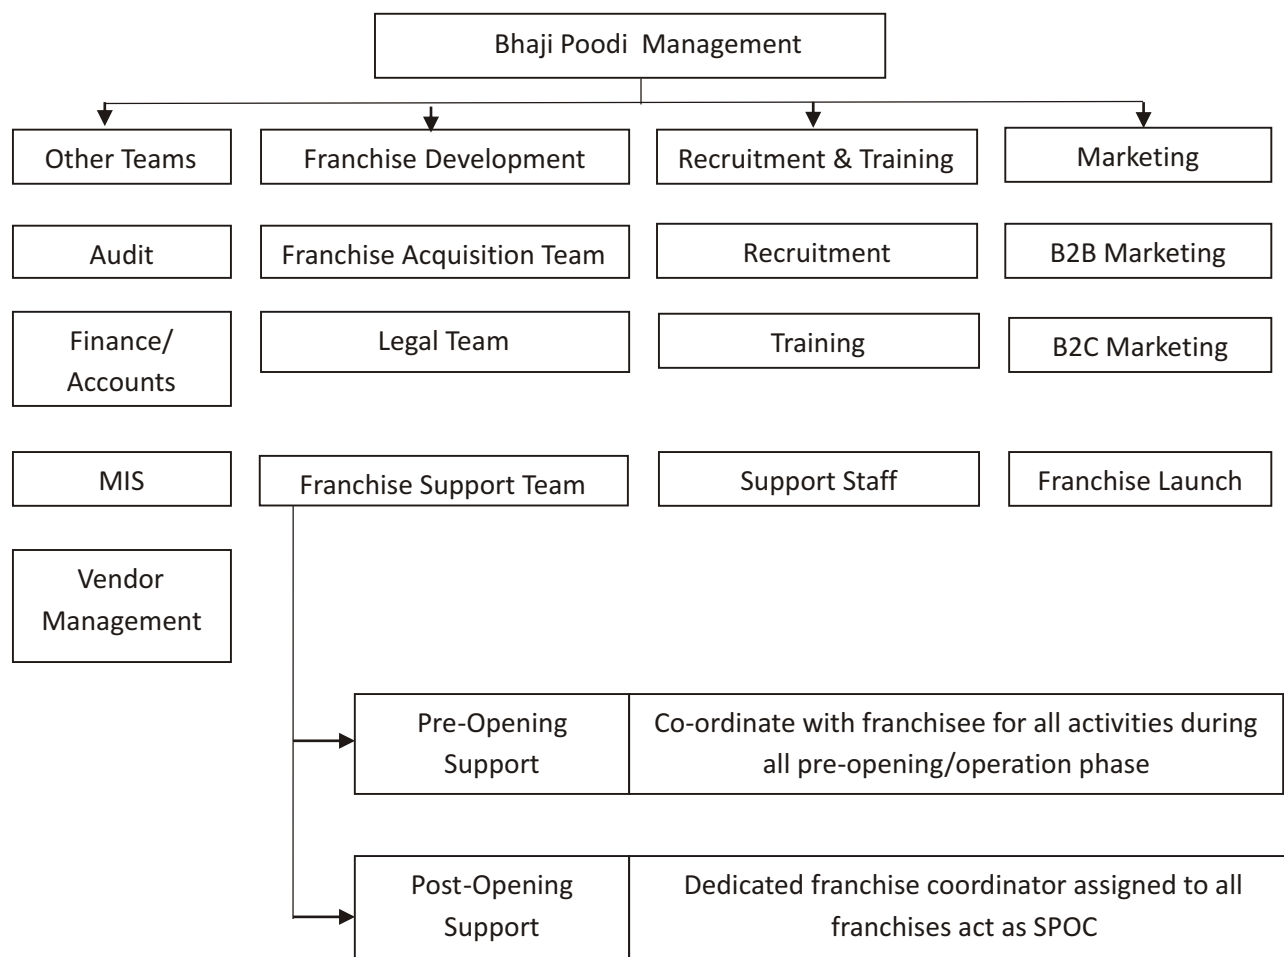 Bhaji Poodi Management
Other Teams
Franchise Development
Recruitment & Training
Marketing
Audit
Franchise Acquisition Team
Recruitment
B2B Marketing
Finance/
Accounts
Legal Team
Training
B2C Marketing
MIS
Franchise Support Team
Support Staff
Franchise Launch
Vendor
Management
Pre-Opening
Support
Co-ordinate with franchisee for all activities during
all pre-opening/operation phase
Post-Opening
Support
Dedicated franchise coordinator assigned to all
franchises act as SPOC